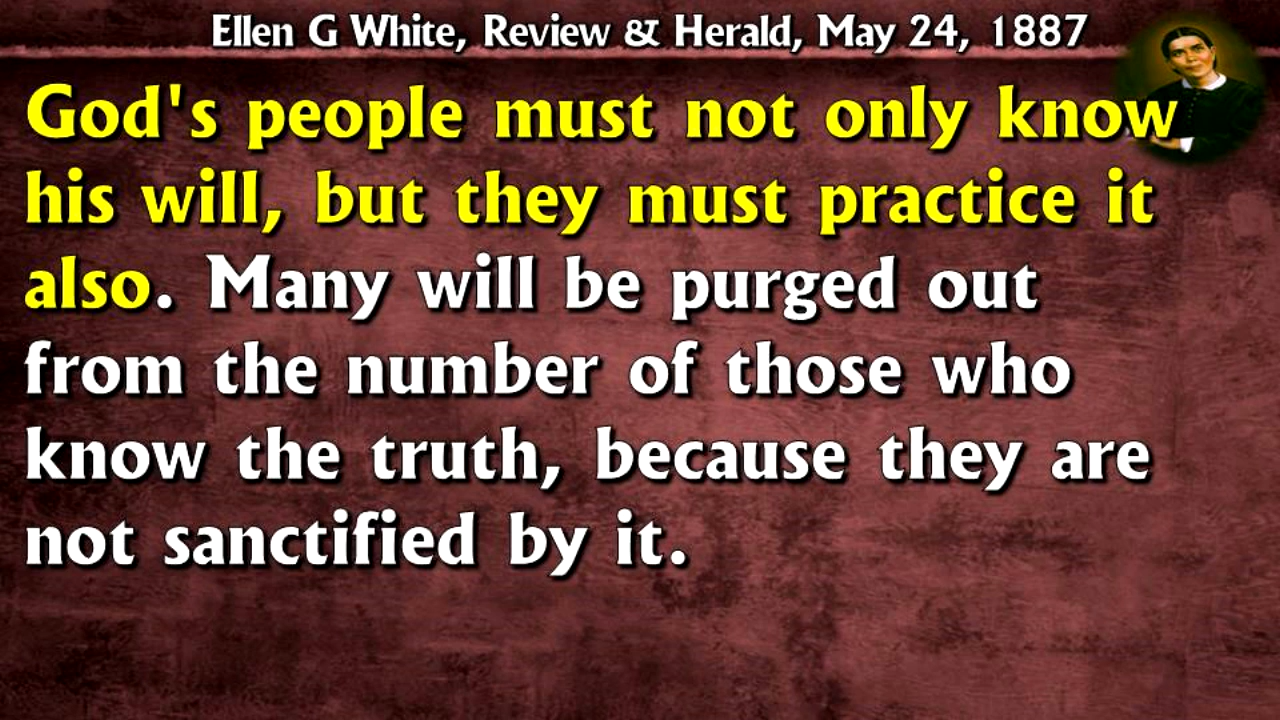 Ellen G White, Review & Herald, May 24, 1887
God's people must not only know
his will, but they must practice it
also. Many will be purged out
from the number of those who
know the truth, because they are
not sanctified by it.